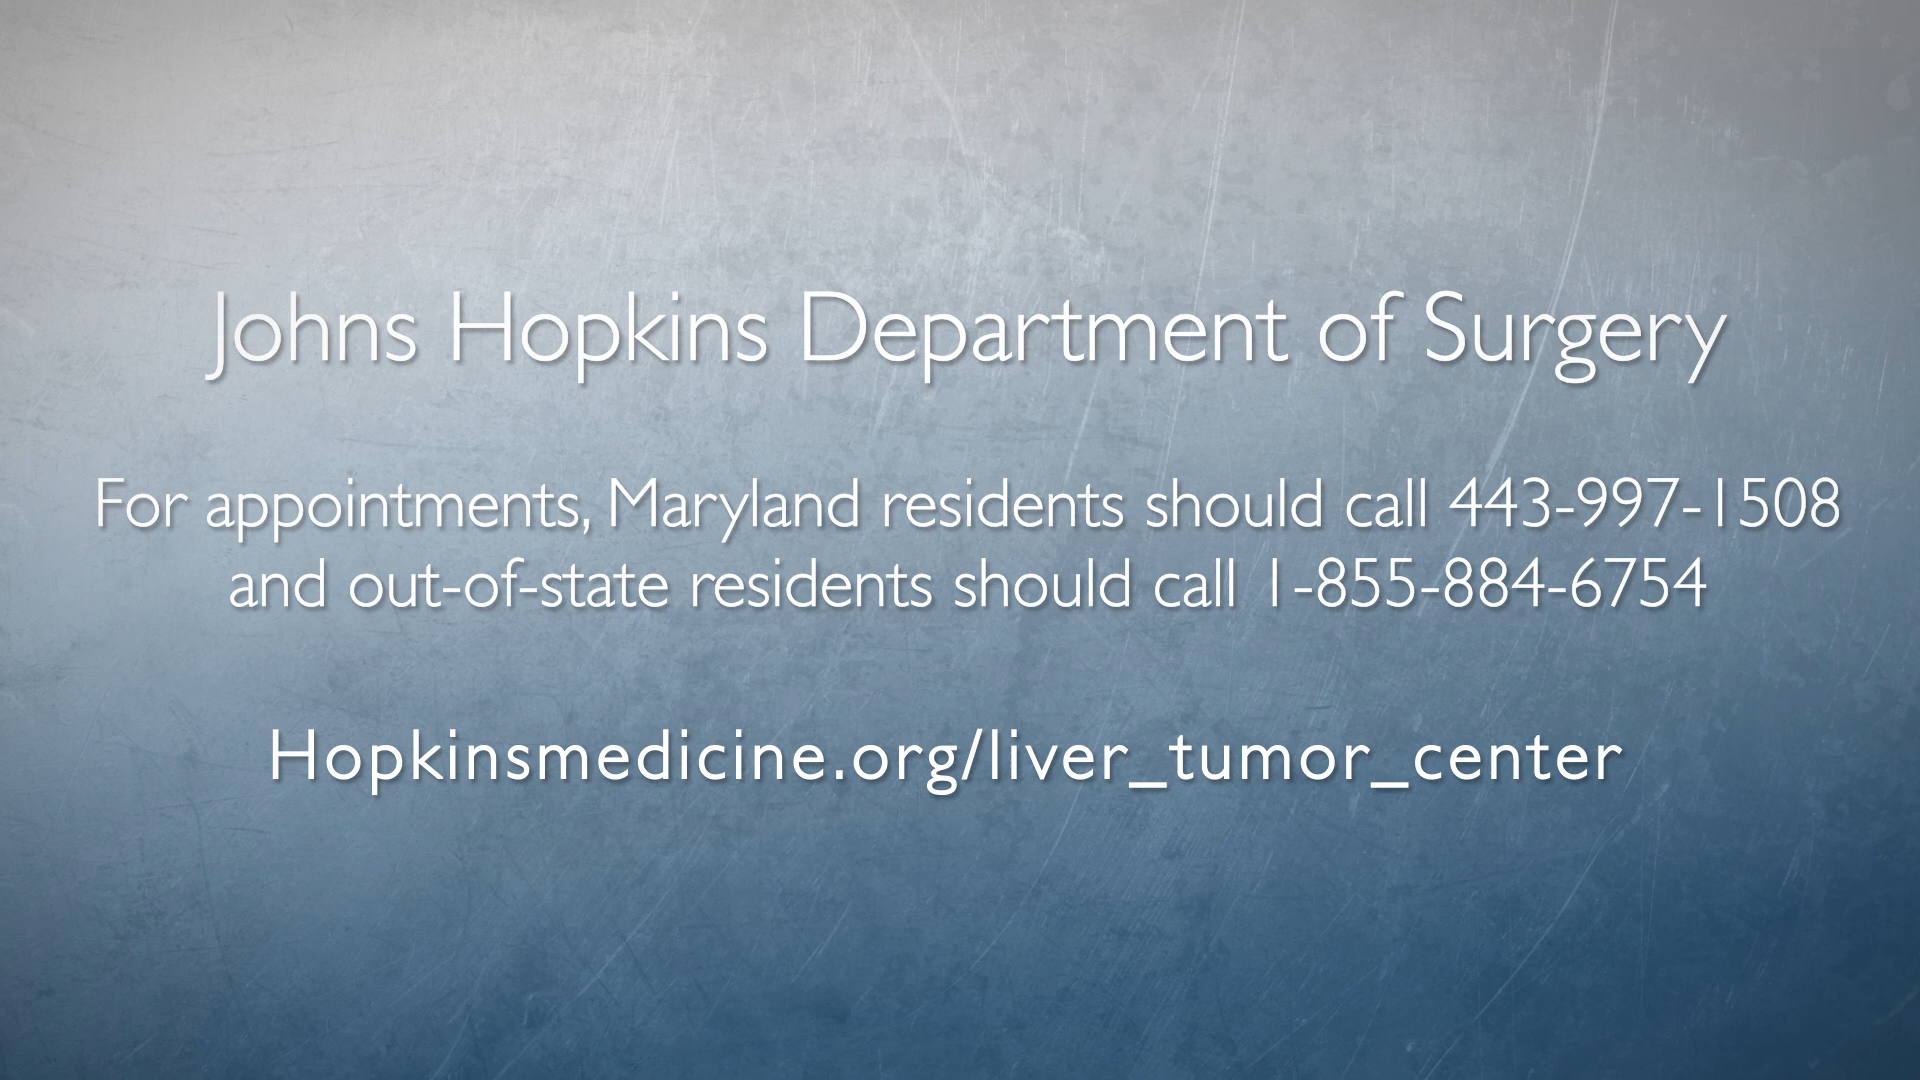 Johns Hopkins Department of Surgery
For appointments, Maryland residents should call 443-997-1508
and out-of-state residents should call 1-855-884-6754
Hopkinsmedicine.org/liver_tumor_center